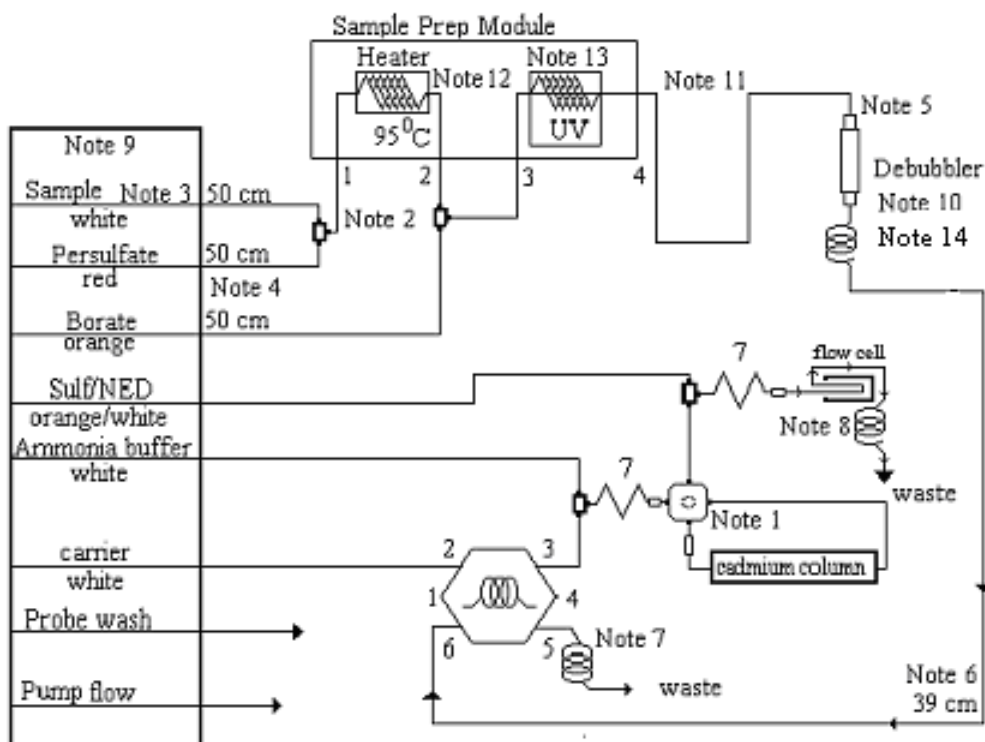 Sample Prep Module
Heater
Note 12
Note 13
95⁰C
UV
1 2 3 4
Note 11
Note 5
Debubbler
Note 10
Note 14
Note 9
Sample Note 3 50 cm
white
Note 2
Persulfate 50 cm
red
Note 4
Borate 50 cm
orange
Sulf/NED
orange/white
Ammonia buffer
white
7
flow cell
Note 8
waste
7
Note 1
cadmium column
carrier
white
2 3
1 4
6 5
Note 7
waste
Probe wash
Pump flow
Note 6
39 cm